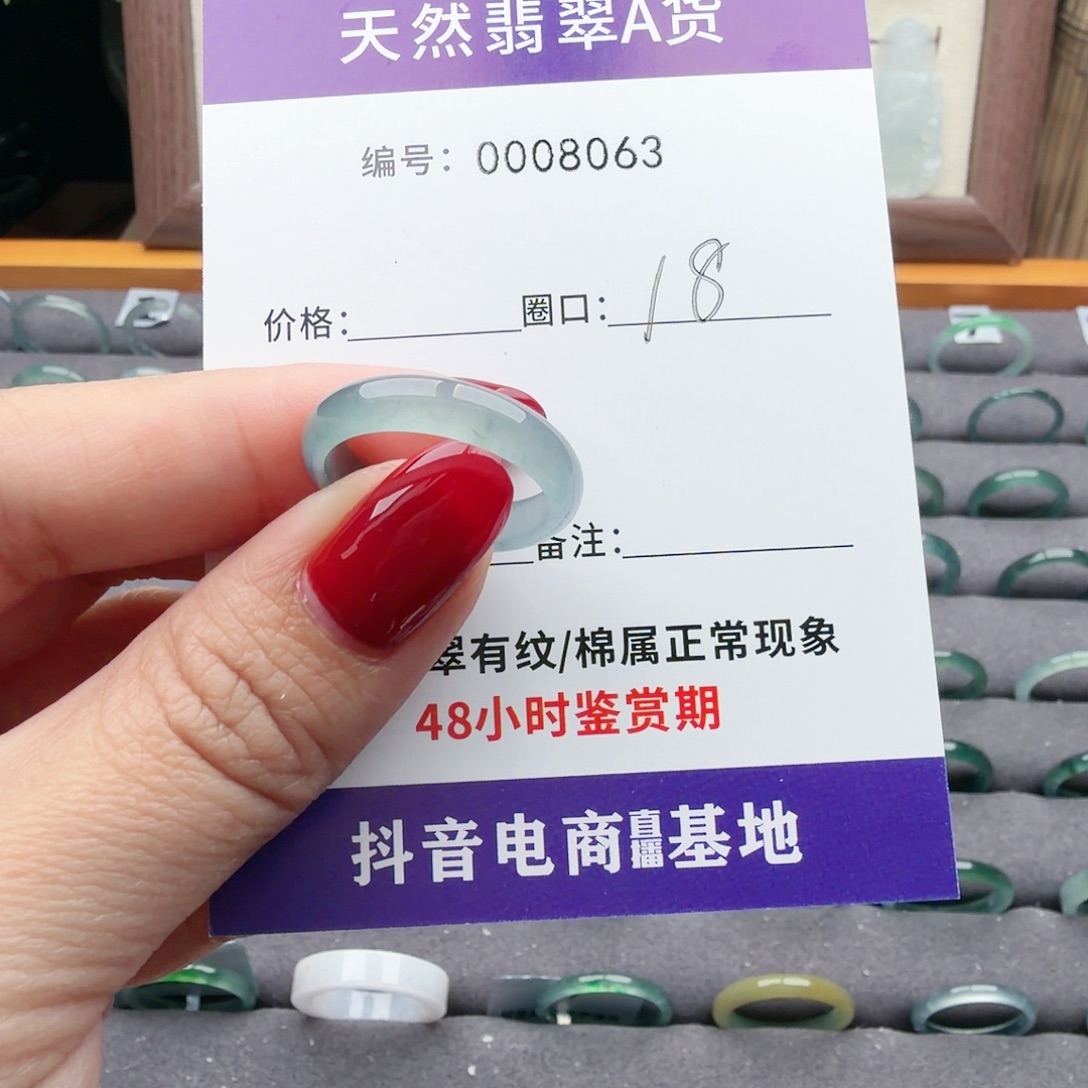 天然翡翠A货
编号：0008063
价格： 圈口：18
备注：
翠有纹/棉属正常现象
48小时鉴赏期
抖音电商直播基地